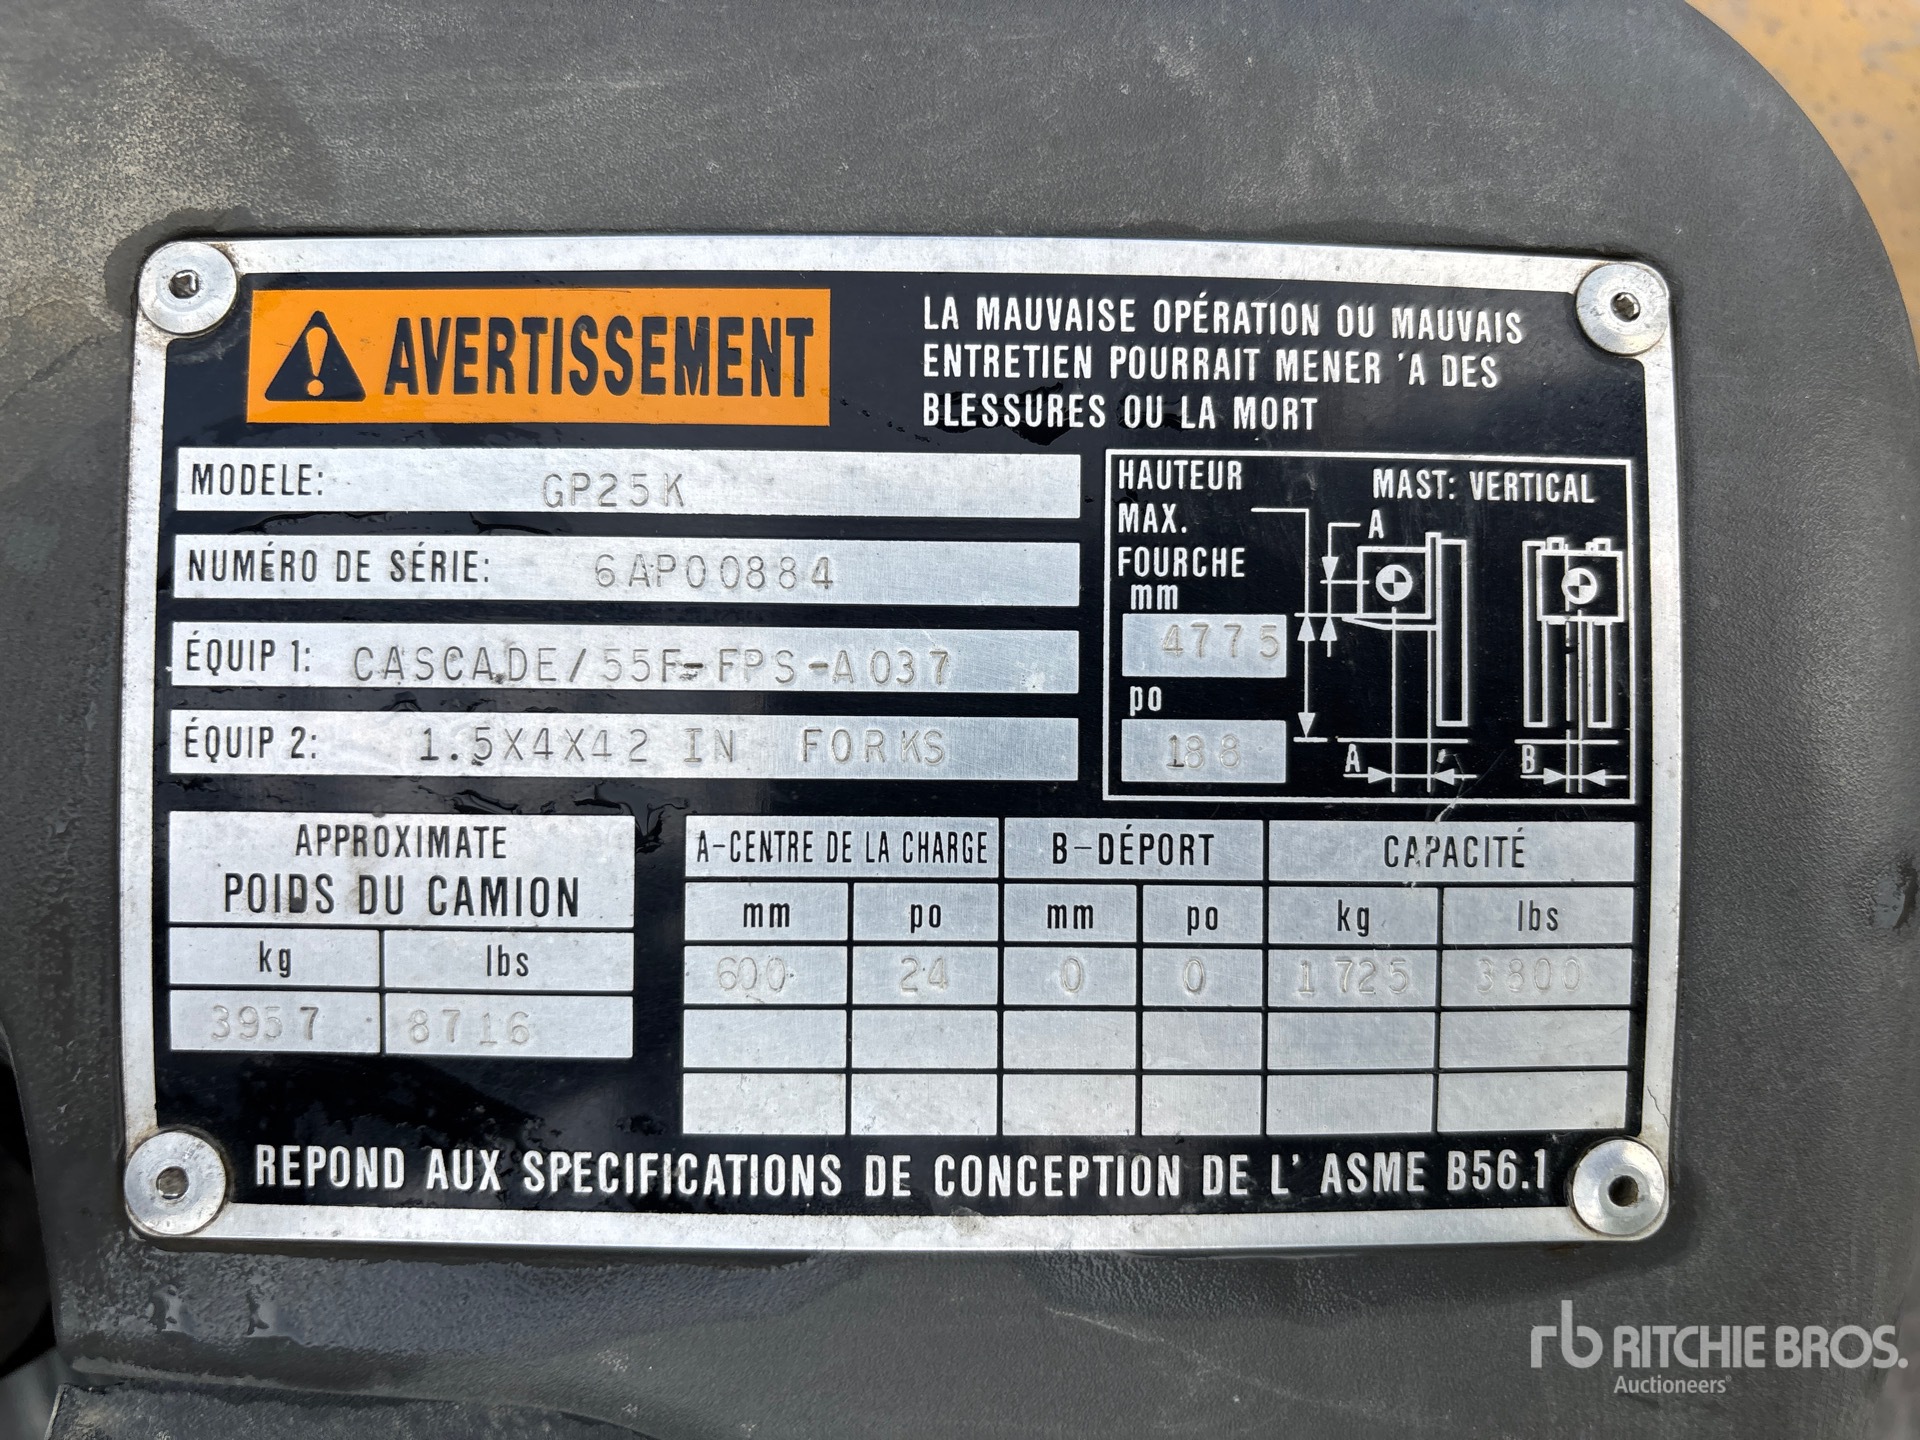 AVERTISSEMENT
LA MAUVAISE OPÉRATION OU MAUVAIS
ENTRETIEN POURRAIT MENER 'A DES
BLESSURES OU LA MORT
MODELE: GP25K
NUMÉRO DE SÉRIE: 6AP00884
ÉQUIP 1: CASCADE/55F-FPS-A037
ÉQUIP 2: 1.5X4X42 IN FORKS
HAUTEUR
MAX.
FOURCHE
mm
4775
po
188
MAST: VERTICAL
A
A
B
APPROXIMATE
POIDS DU CAMION
kg lbs
3957 8716
A-CENTRE DE LA CHARGE B-DÉPORT CAPACITÉ
mm po mm po kg lbs
600 24 0 0 1725 3800
REPOND AUX SPECIFICATIONS DE CONCEPTION DE L' ASME B56.1
rb RITCHIE BROS.
Auctioneers